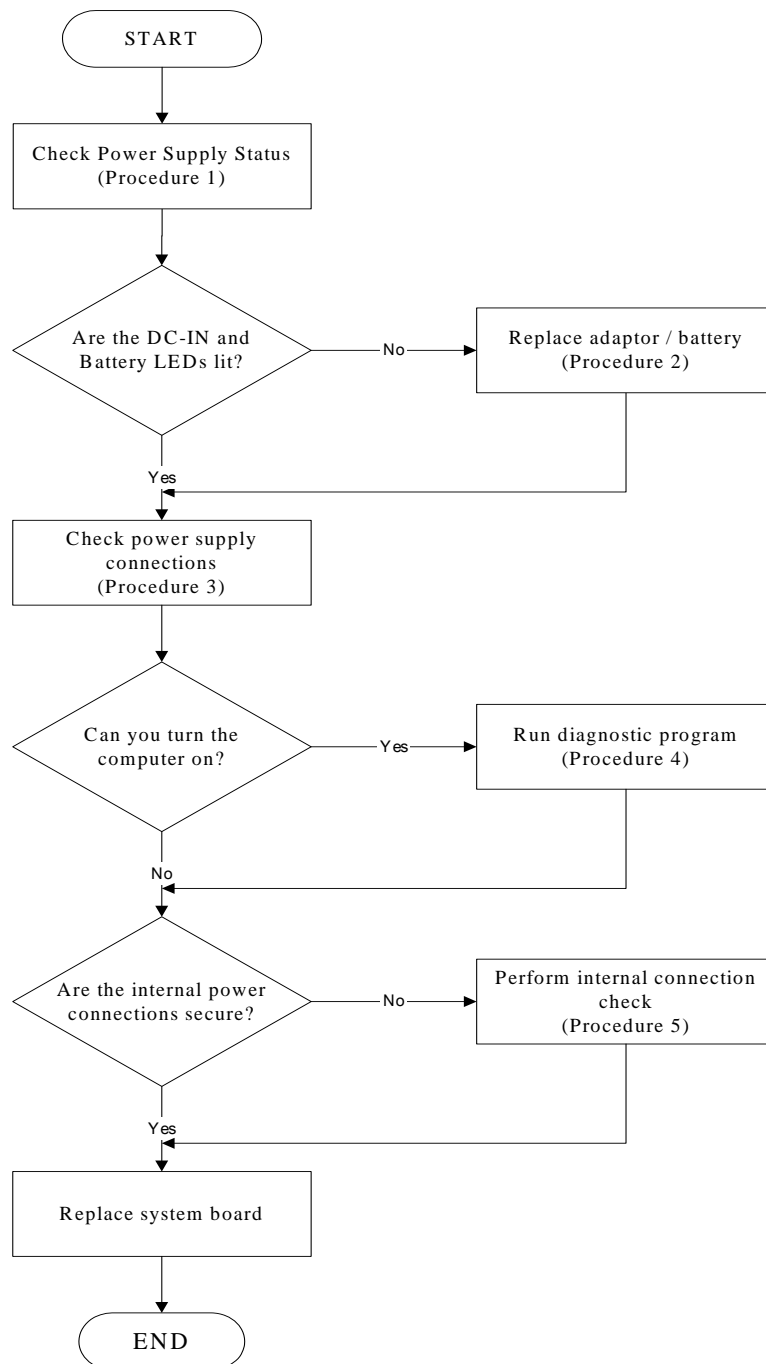 START
Check Power Supply Status
(Procedure 1)
Are the DC-IN and
Battery LEDs lit?
No
Replace adaptor / battery
(Procedure 2)
Yes
Check power supply
connections
(Procedure 3)
Can you turn the
computer on?
Yes
Run diagnostic program
(Procedure 4)
No
Are the internal power
connections secure?
No
Perform internal connection
check
(Procedure 5)
Yes
Replace system board
END